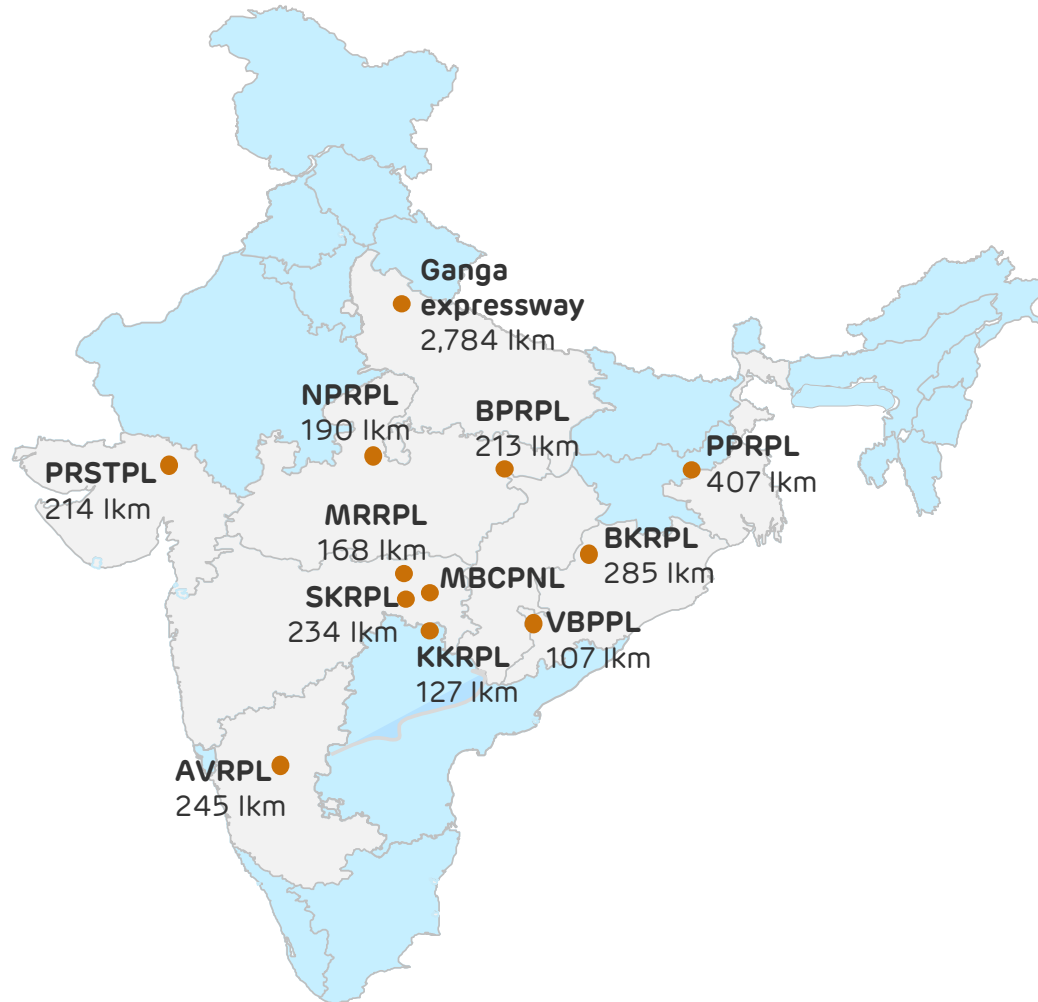 Ganga
expressway
2,784 lkm
NPRPL
190 lkm
BPRPL
213 lkm
PPRPL
407 lkm
PRSTPL
214 lkm
MRRPL
168 lkm
BKRPL
285 lkm
MBCPNL
SKRPL
234 lkm
VBPPL
107 lkm
KKRPL
127 lkm
AVRPL
245 lkm